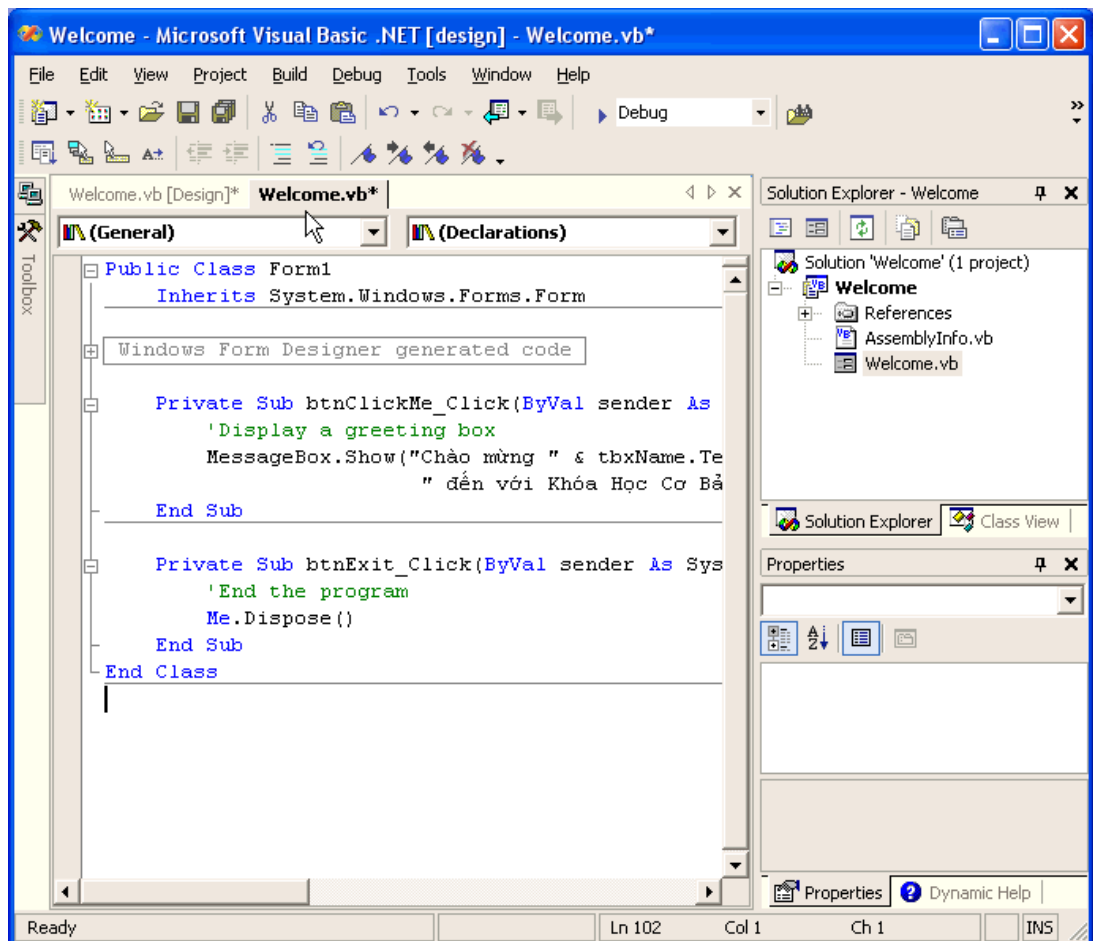 Welcome - Microsoft Visual Basic .NET [design] - Welcome.vb*
File Edit View Project Build Debug Tools Window Help
Debug
Welcome.vb [Design]* Welcome.vb*
(General) (Declarations)
Toolbox
Public Class Form1
Inherits System.Windows.Forms.Form
Windows Form Designer generated code
Private Sub btnClickMe_Click(ByVal sender As
'Display a greeting box
MessageBox.Show("Chào mừng " & tbxName.Te
" đến với Khóa Học Cơ Bả
End Sub
Private Sub btnExit_Click(ByVal sender As Sys
'End the program
Me.Dispose()
End Sub
End Class
Solution Explorer - Welcome
Solution 'Welcome' (1 project)
Welcome
References
AssemblyInfo.vb
Welcome.vb
Solution Explorer Class View
Properties
Properties Dynamic Help
Ready Ln 102 Col 1 Ch 1 INS